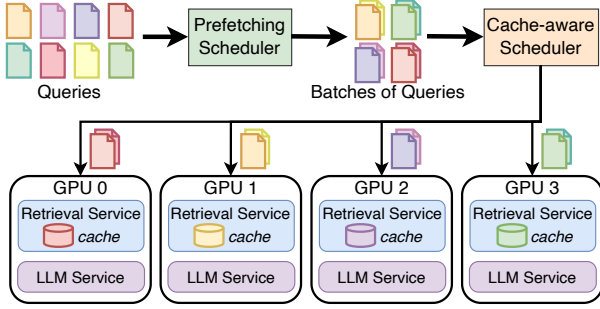 Prefetching
Scheduler
Cache-aware
Scheduler
Queries
Batches of Queries
GPU 0
Retrieval Service
cache
LLM Service
GPU 1
Retrieval Service
cache
LLM Service
GPU 2
Retrieval Service
cache
LLM Service
GPU 3
Retrieval Service
cache
LLM Service